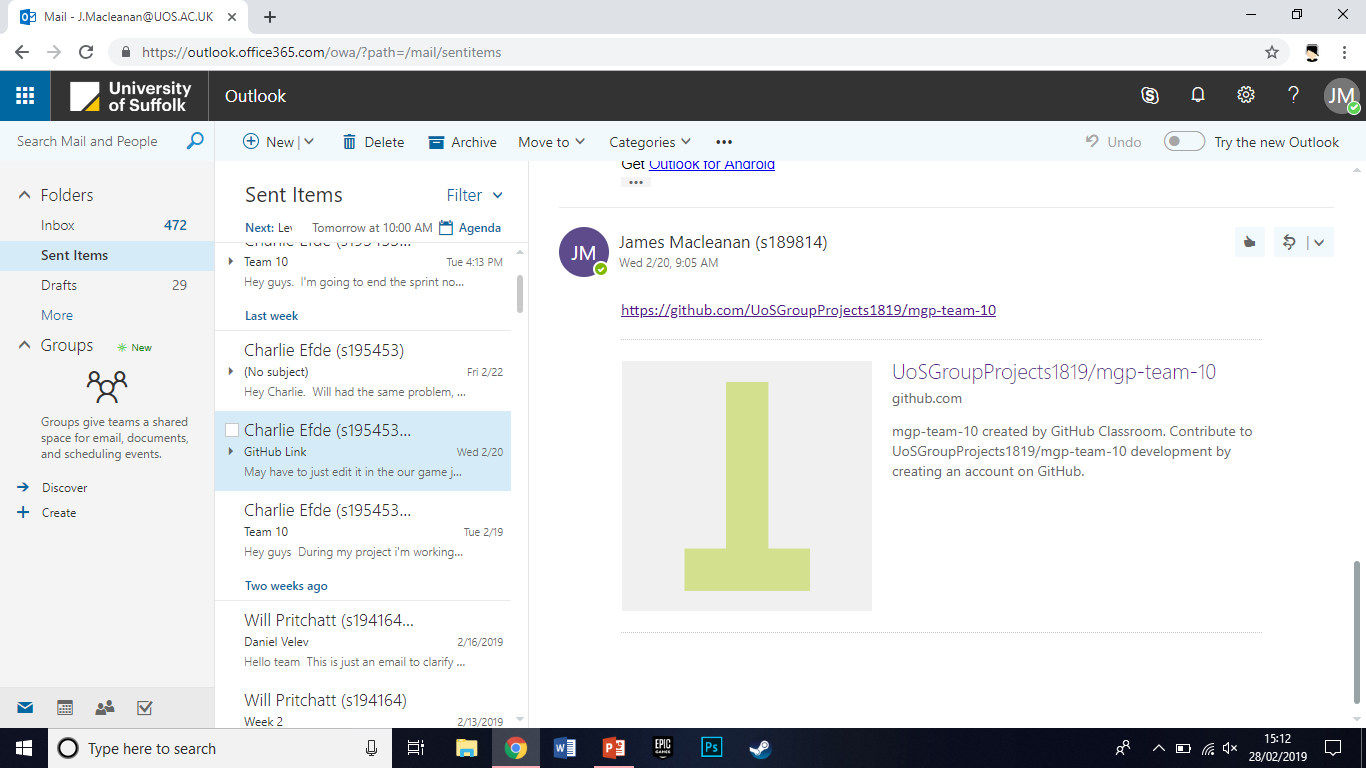 Mail - J.Macleanan@UOS.AC.UK
https://outlook.office365.com/owa/?path=/mail/sentitems
University
of Suffolk
Outlook
JM
Search Mail and People
New
Delete
Archive
Move to
Categories
Undo
Try the new Outlook
Folders
Inbox 472
Sent Items
Drafts 29
More
Groups New
Groups give teams a shared
space for email, documents,
and scheduling events.
Discover
Create
Sent Items Filter
Next: Lev Tomorrow at 10:00 AM Agenda
Charlie Efde (s195453...
Team 10 Tue 4:13 PM
Hey guys. I'm going to end the sprint no...
Last week
Charlie Efde (s195453)
(No subject) Fri 2/22
Hey Charlie. Will had the same problem, ...
Charlie Efde (s195453...
GitHub Link Wed 2/20
May have to just edit it in the our game j...
Charlie Efde (s195453...
Team 10 Tue 2/19
Hey guys During my project i'm working...
Two weeks ago
Will Pritchatt (s194164...
Daniel Velev 2/16/2019
Hello team This is just an email to clarify ...
Will Pritchatt (s194164)
Week 2 2/13/2019
Get Outlook for Android
JM
James Macleanan (s189814)
Wed 2/20, 9:05 AM
https://github.com/UoSGroupProjects1819/mgp-team-10
UoSGroupProjects1819/mgp-team-10
github.com
mgp-team-10 created by GitHub Classroom. Contribute to
UoSGroupProjects1819/mgp-team-10 development by
creating an account on GitHub.
Type here to search
EPIC
GAMES
Ps
15:12
28/02/2019